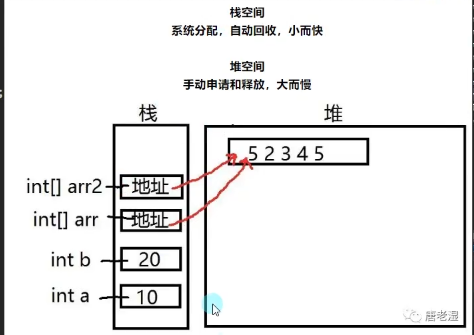 栈空间
系统分配，自动回收，小而快
堆空间
手动申请和释放，大而慢
栈
堆
5 2 3 4 5
int[] arr2 地址
int[] arr 地址
int b 20
int a 10
唐老湿